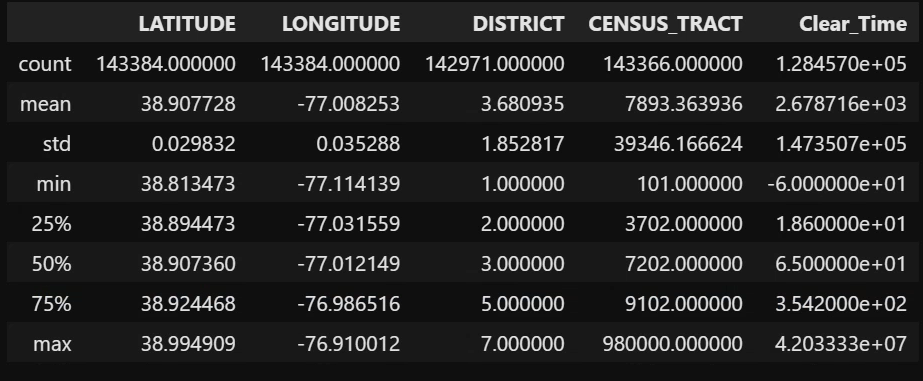 LATITUDE LONGITUDE DISTRICT CENSUS_TRACT Clear_Time
count 143384.000000 143384.000000 142971.000000 143366.000000 1.284570e+05
mean 38.907728 -77.008253 3.680935 7893.363936 2.678716e+03
std 0.029832 0.035288 1.852817 39346.166624 1.473507e+05
min 38.813473 -77.114139 1.000000 101.000000 -6.000000e+01
25% 38.894473 -77.031559 2.000000 3702.000000 1.860000e+01
50% 38.907360 -77.012149 3.000000 7202.000000 6.500000e+01
75% 38.924468 -76.986516 5.000000 9102.000000 3.542000e+02
max 38.994909 -76.910012 7.000000 980000.000000 4.203333e+07